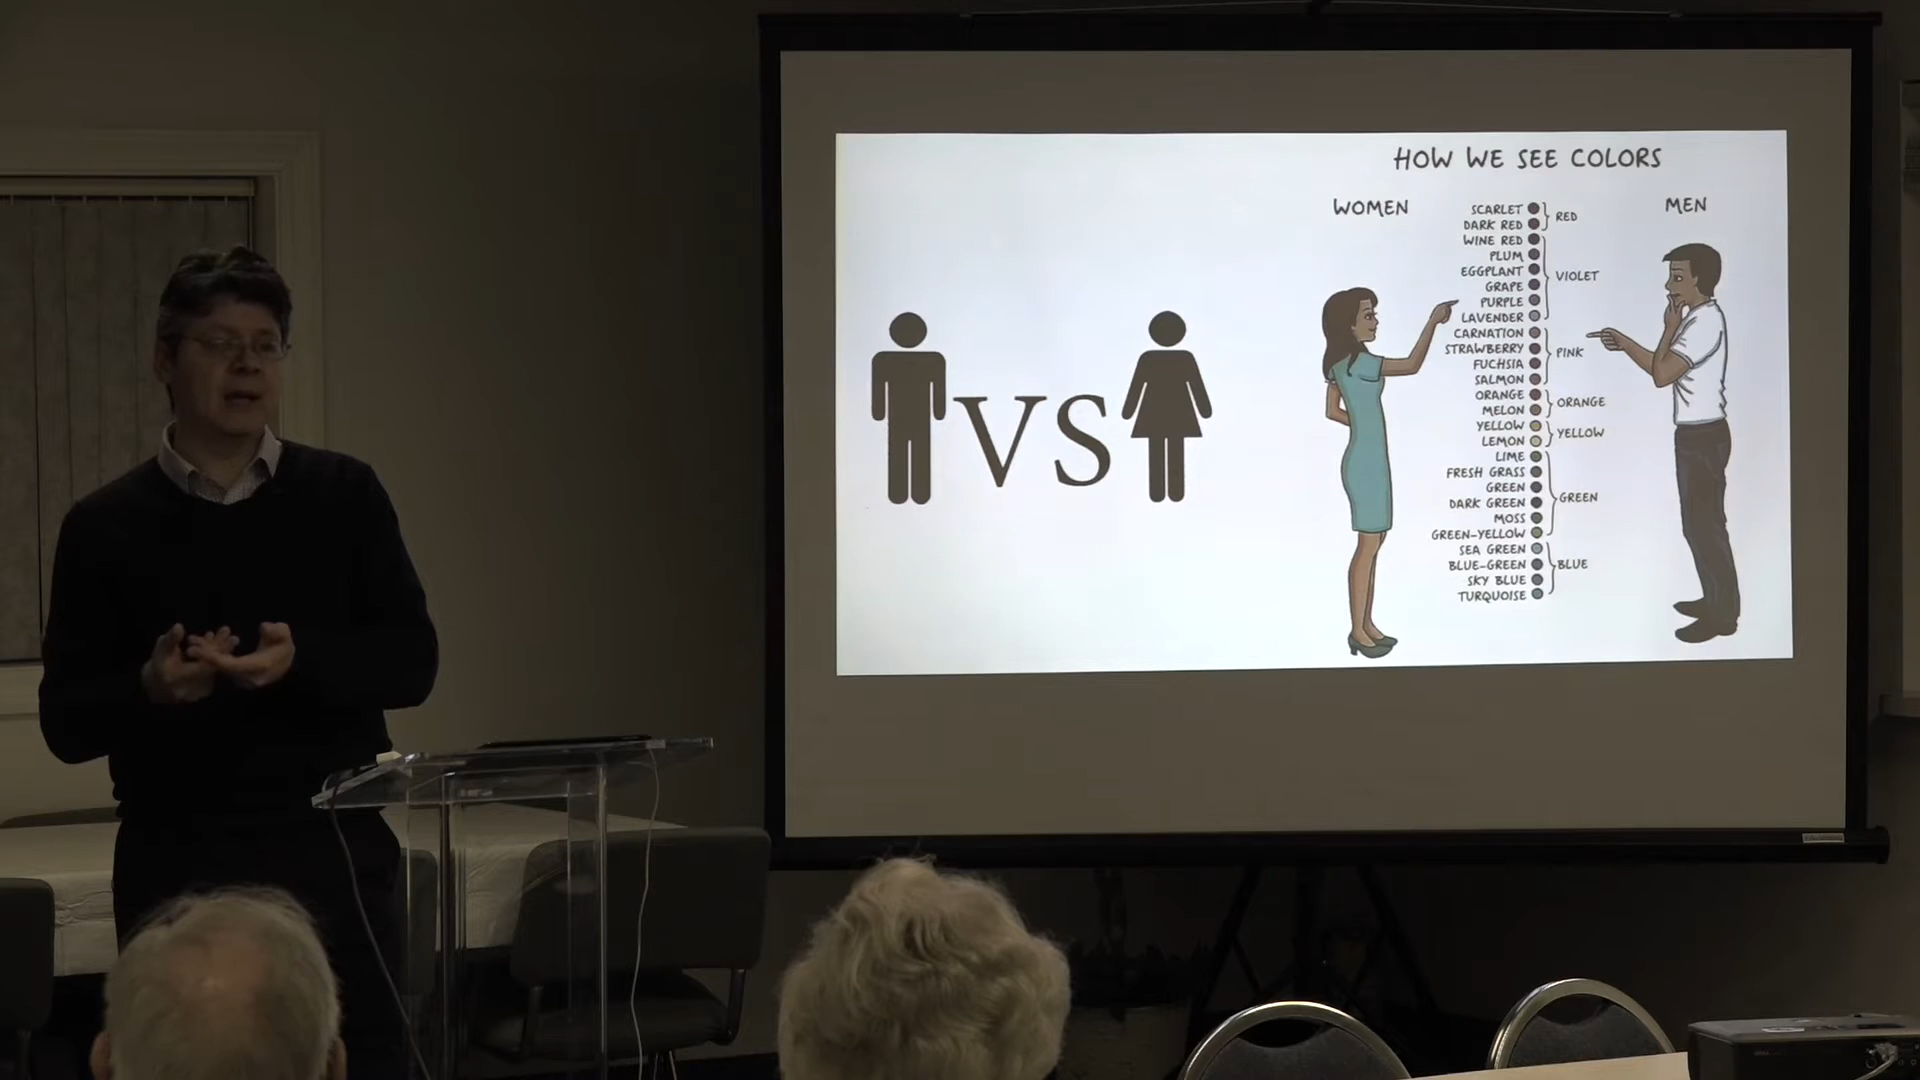 HOW WE SEE COLORS
VS
WOMEN
MEN
SCARLET
DARK RED
RED
WINE RED
PLUM
EGGPLANT
GRAPE
PURPLE
LAVENDER
VIOLET
CARNATION
STRAWBERRY
FUCHSIA
SALMON
PINK
ORANGE
MELON
ORANGE
YELLOW
LEMON
YELLOW
LIME
FRESH GRASS
GREEN
DARK GREEN
MOSS
GREEN-YELLOW
GREEN
SEA GREEN
BLUE-GREEN
SKY BLUE
TURQUOISE
BLUE